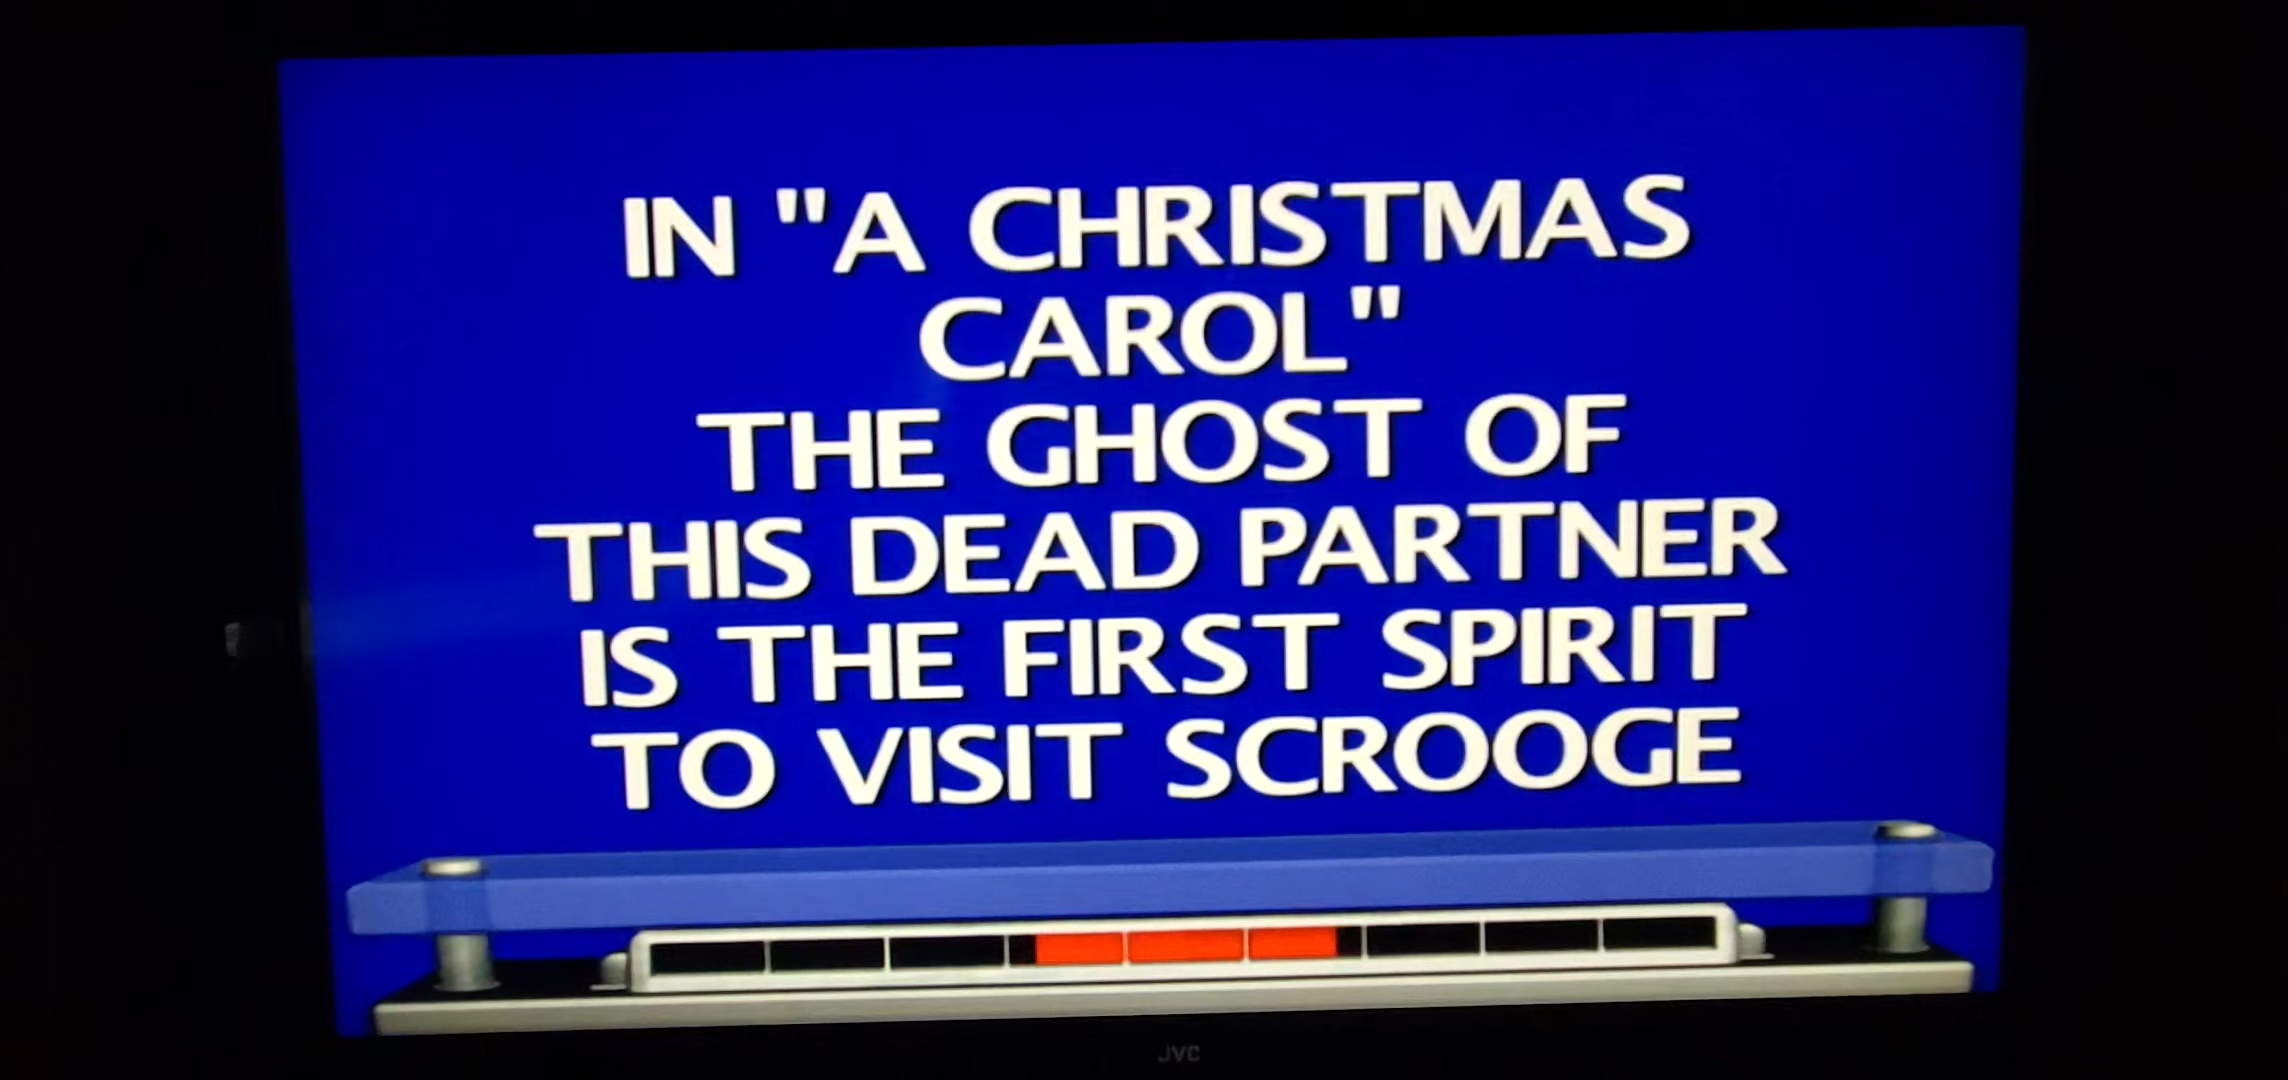 IN "A CHRISTMAS
CAROL"
THE GHOST OF
THIS DEAD PARTNER
IS THE FIRST SPIRIT
TO VISIT SCROOGE
JVC